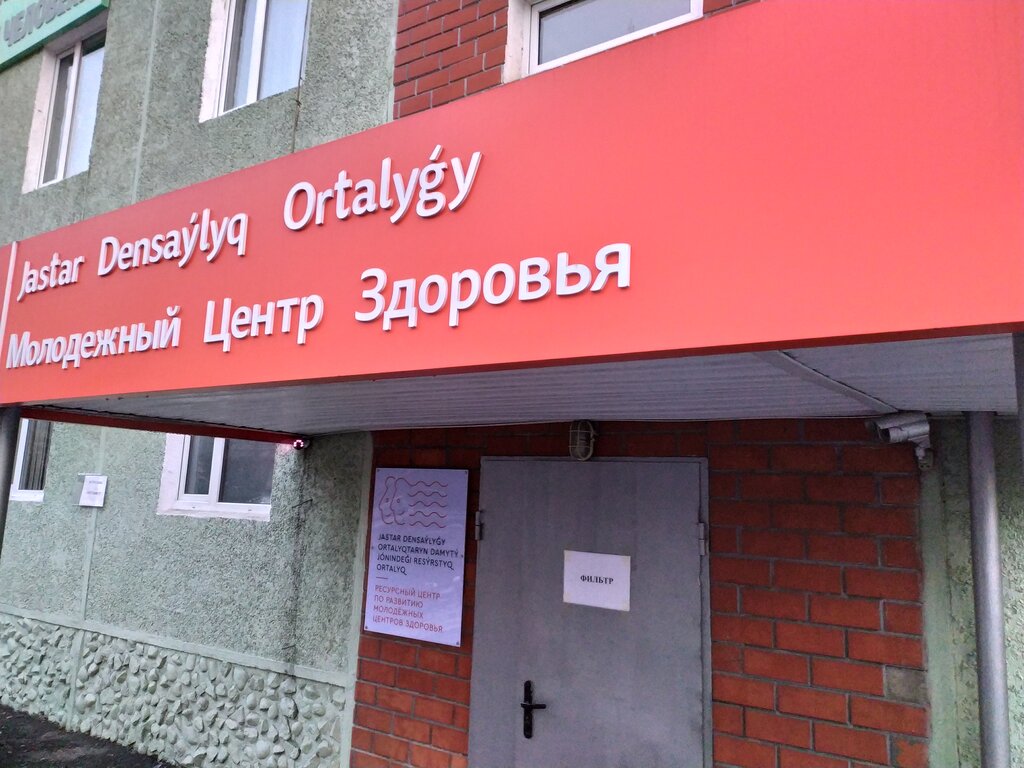 Jastar Densaýlyq Ortalyǵy
Молодежный Центр Здоровья
JASTAR DENSAÝLYǴY
ORTALYQTARYN DAMYTÝ
JÓNINDEGI RESÝRSTYQ
ORTALYQ
РЕСУРСНЫЙ ЦЕНТР
ПО РАЗВИТИЮ
МОЛОДЁЖНЫХ
ЦЕНТРОВ ЗДОРОВЬЯ
ФИЛЬТР